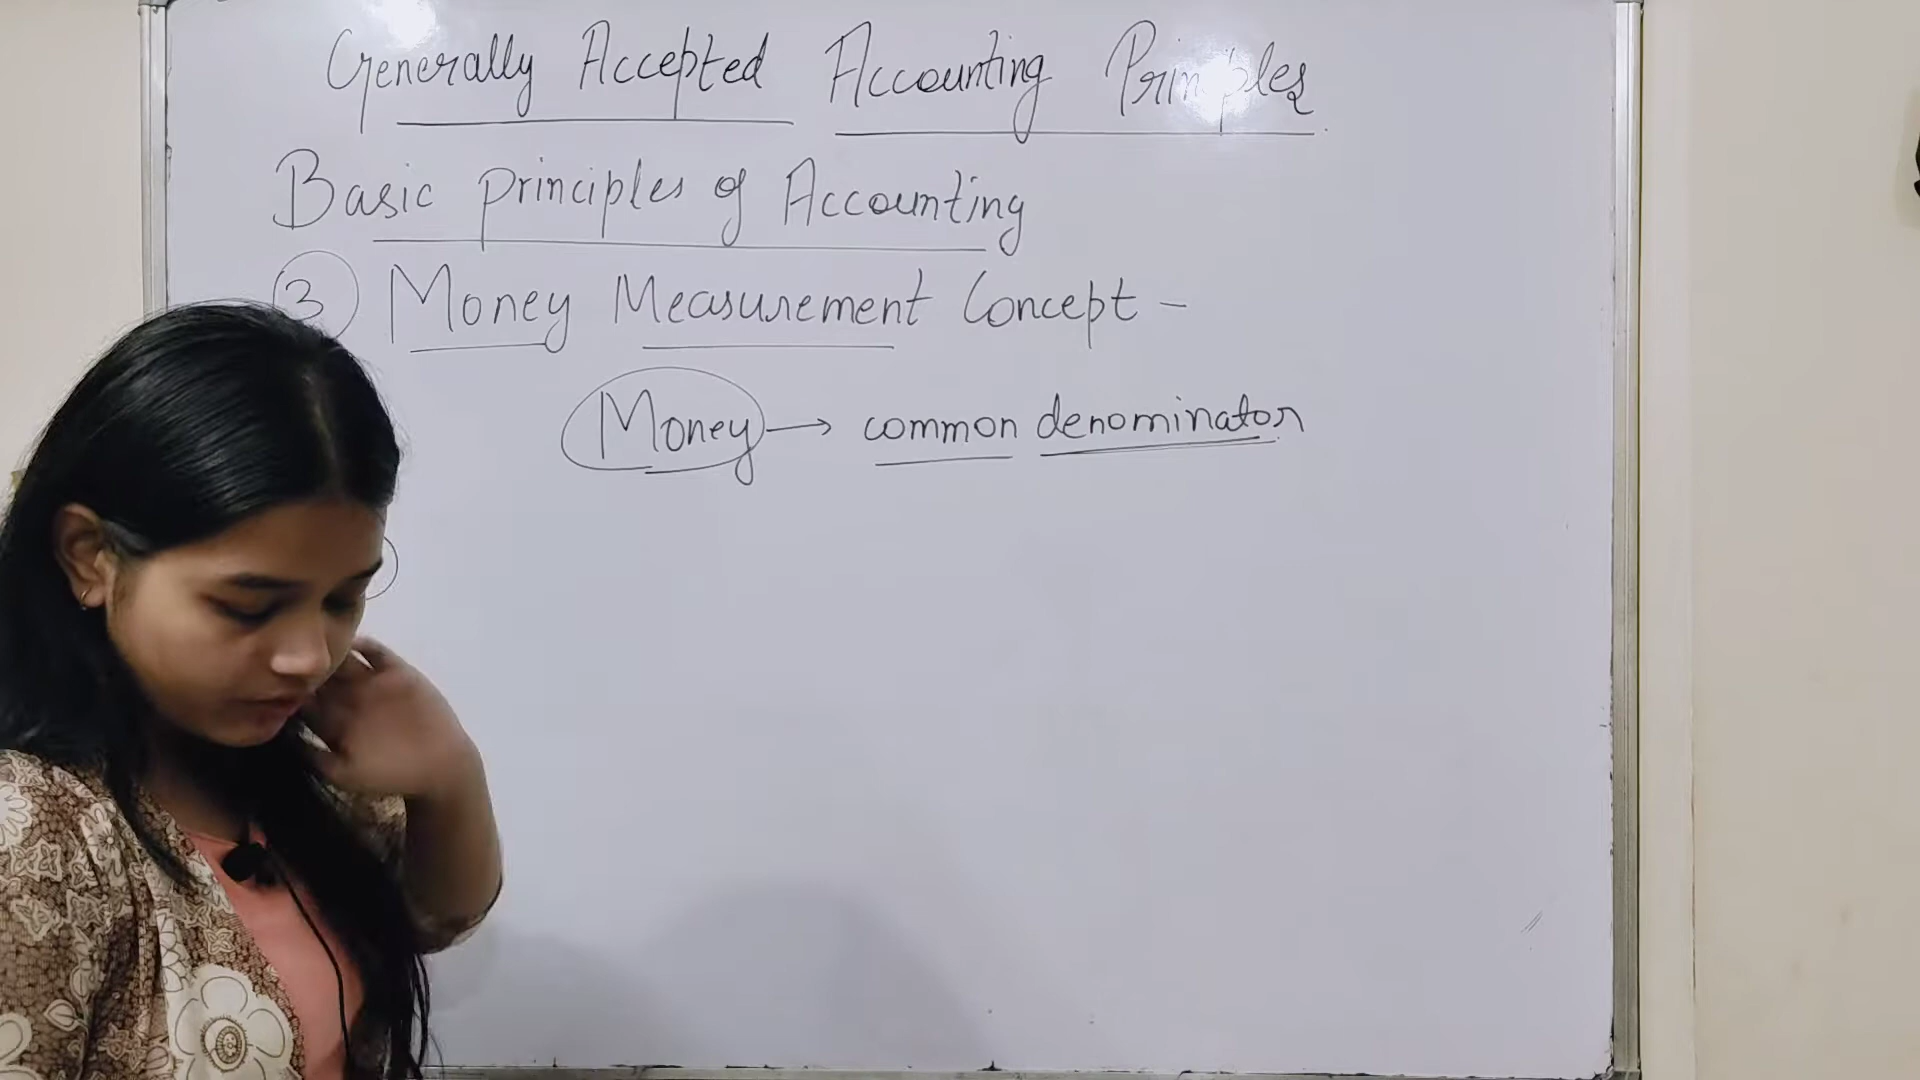 Generally Accepted Accounting Principles
Basic principles of Accounting
③ Money Measurement Concept -
Money → common denominator